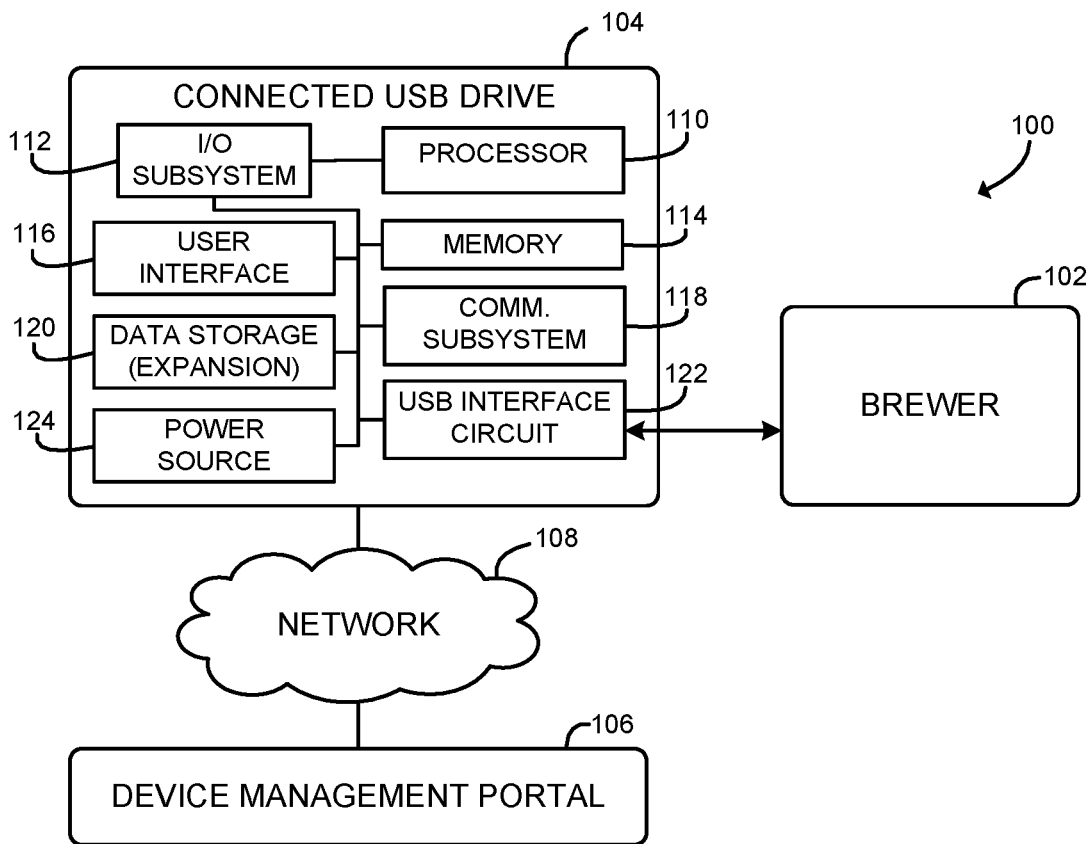 104
CONNECTED USB DRIVE
112
I/O
SUBSYSTEM
PROCESSOR
110
100
116
USER
INTERFACE
MEMORY
114
120
DATA STORAGE
(EXPANSION)
COMM.
SUBSYSTEM
118
102
BREWER
124
POWER
SOURCE
USB INTERFACE
CIRCUIT
122
108
NETWORK
106
DEVICE MANAGEMENT PORTAL